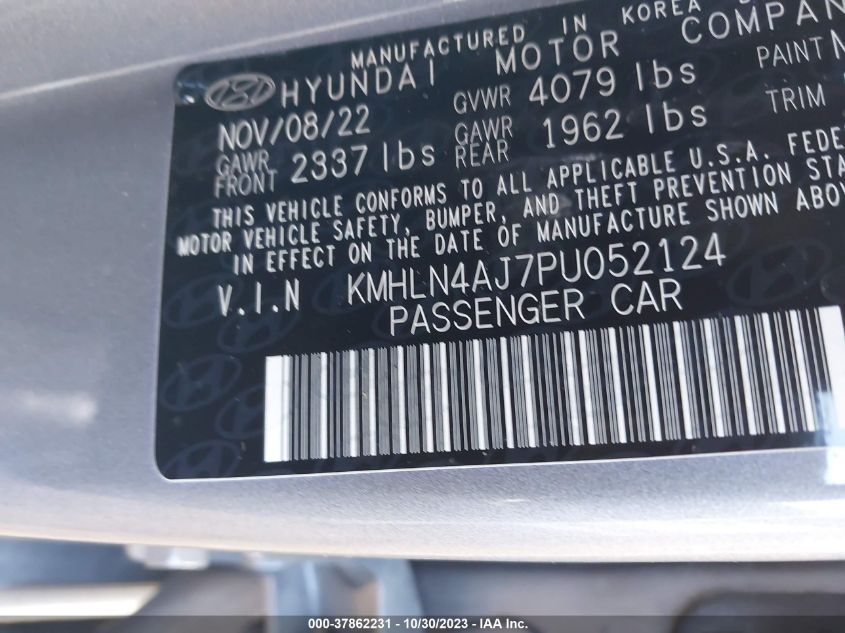 MANUFACTURED IN KOREA
HYUNDAI MOTOR COMPAN
NOV/08/22 GVWR 4079 lbs PAINT N
GAWR FRONT 2337 lbs GAWR REAR 1962 lbs TRIM
THIS VEHICLE CONFORMS TO ALL APPLICABLE U.S.A. FEDE
MOTOR VEHICLE SAFETY, BUMPER, AND THEFT PREVENTION STA
IN EFFECT ON THE DATE OF MANUFACTURE SHOWN ABOV
V.I.N KMHLN4AJ7PU052124
PASSENGER CAR
000-37862231 - 10/30/2023 - IAAI.com